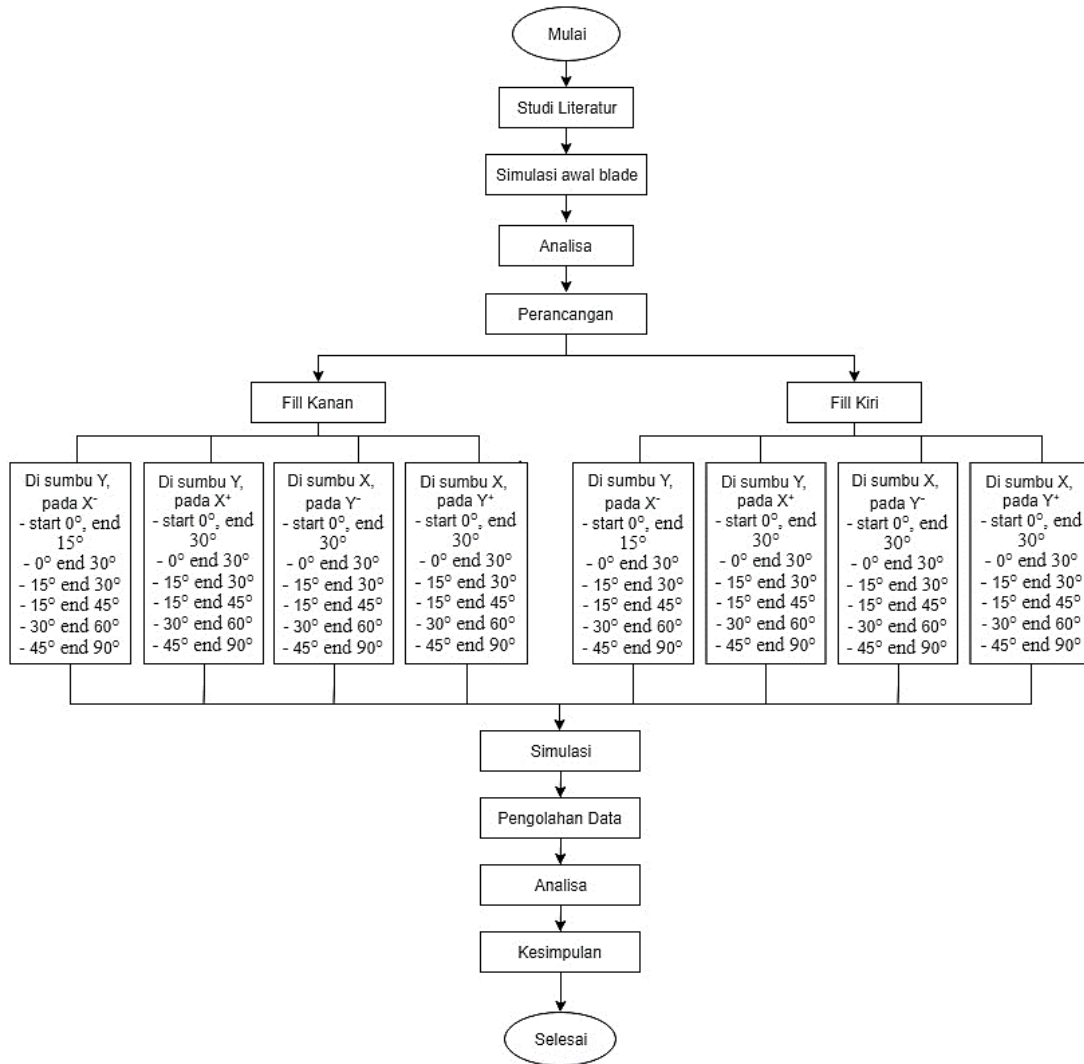 Mulai
Studi Literatur
Simulasi awal blade
Analisa
Perancangan
Fill Kanan
Fill Kiri
Di sumbu Y,
pada X⁻
- start 0°, end
15°
- 0° end 30°
- 15° end 30°
- 15° end 45°
- 30° end 60°
- 45° end 90°
Di sumbu Y,
pada X⁺
- start 0°, end
30°
- 0° end 30°
- 15° end 30°
- 15° end 45°
- 30° end 60°
- 45° end 90°
Di sumbu X,
pada Y⁻
- start 0°, end
30°
- 0° end 30°
- 15° end 30°
- 15° end 45°
- 30° end 60°
- 45° end 90°
Di sumbu X,
pada Y⁺
- start 0°, end
30°
- 0° end 30°
- 15° end 30°
- 15° end 45°
- 30° end 60°
- 45° end 90°
Di sumbu Y,
pada X⁻
- start 0°, end
15°
- 0° end 30°
- 15° end 30°
- 15° end 45°
- 30° end 60°
- 45° end 90°
Di sumbu Y,
pada X⁺
- start 0°, end
30°
- 0° end 30°
- 15° end 30°
- 15° end 45°
- 30° end 60°
- 45° end 90°
Di sumbu X,
pada Y⁻
- start 0°, end
30°
- 0° end 30°
- 15° end 30°
- 15° end 45°
- 30° end 60°
- 45° end 90°
Di sumbu X,
pada Y⁺
- start 0°, end
30°
- 0° end 30°
- 15° end 30°
- 15° end 45°
- 30° end 60°
- 45° end 90°
Simulasi
Pengolahan Data
Analisa
Kesimpulan
Selesai